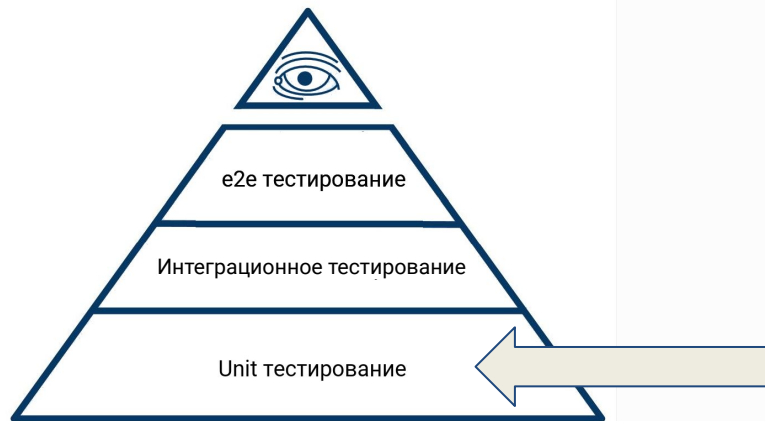 e2e тестирование
Интеграционное тестирование
Unit тестирование